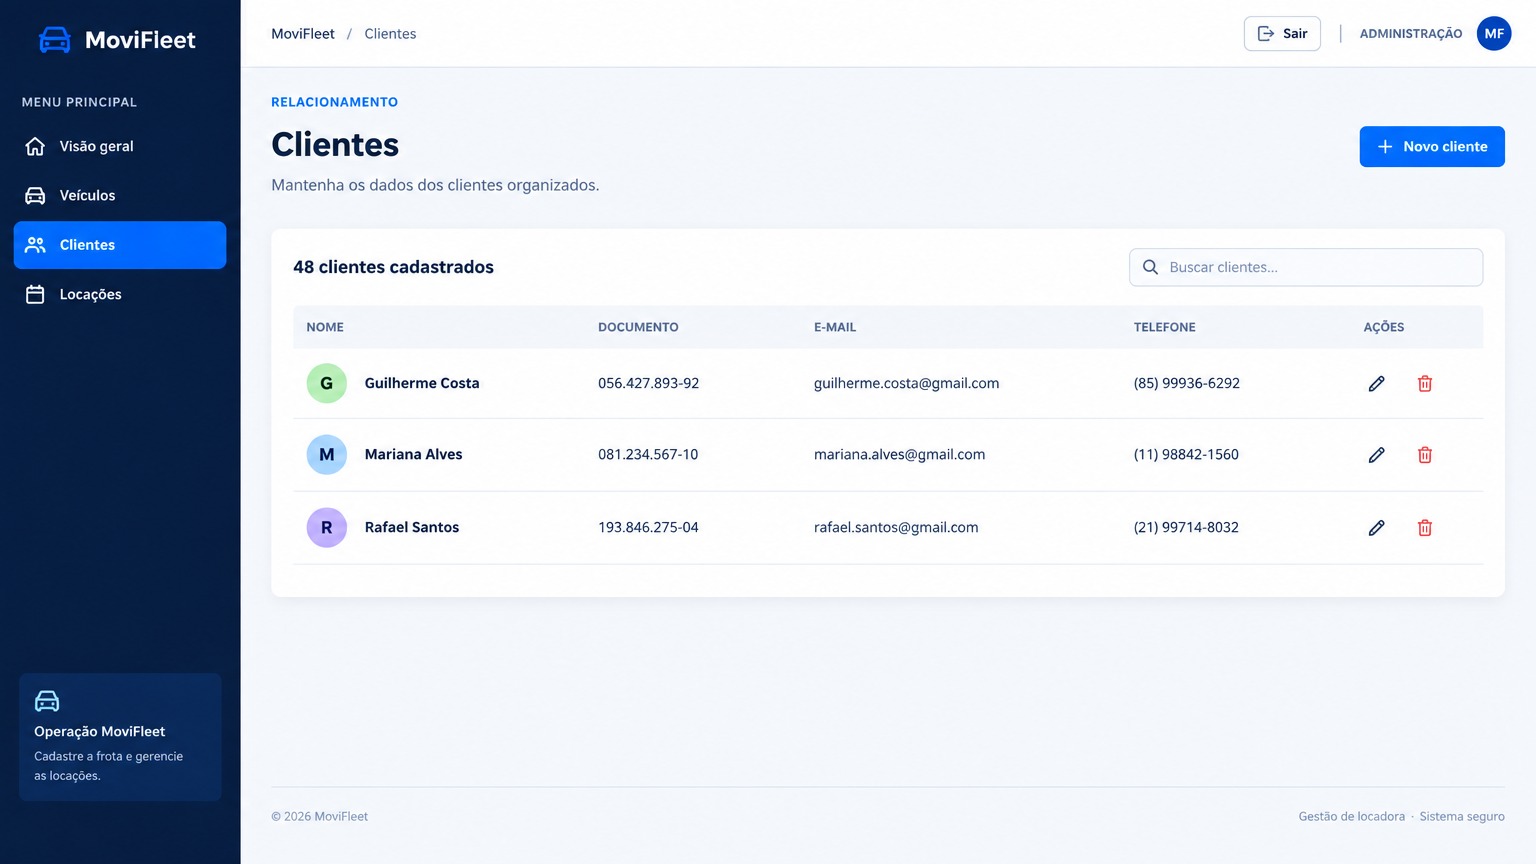 MoviFleet
MENU PRINCIPAL
Visão geral
Veículos
Clientes
Locações
Operação MoviFleet
Cadastre a frota e gerencie
as locações.
MoviFleet / Clientes
Sair
ADMINISTRAÇÃO
MF
RELACIONAMENTO
Clientes
Mantenha os dados dos clientes organizados.
+ Novo cliente
48 clientes cadastrados
Buscar clientes...
NOME DOCUMENTO E-MAIL TELEFONE AÇÕES
G Guilherme Costa 056.427.893-92 guilherme.costa@gmail.com (85) 99936-6292
M Mariana Alves 081.234.567-10 mariana.alves@gmail.com (11) 98842-1560
R Rafael Santos 193.846.275-04 rafael.santos@gmail.com (21) 99714-8032
© 2026 MoviFleet
Gestão de locadora · Sistema seguro